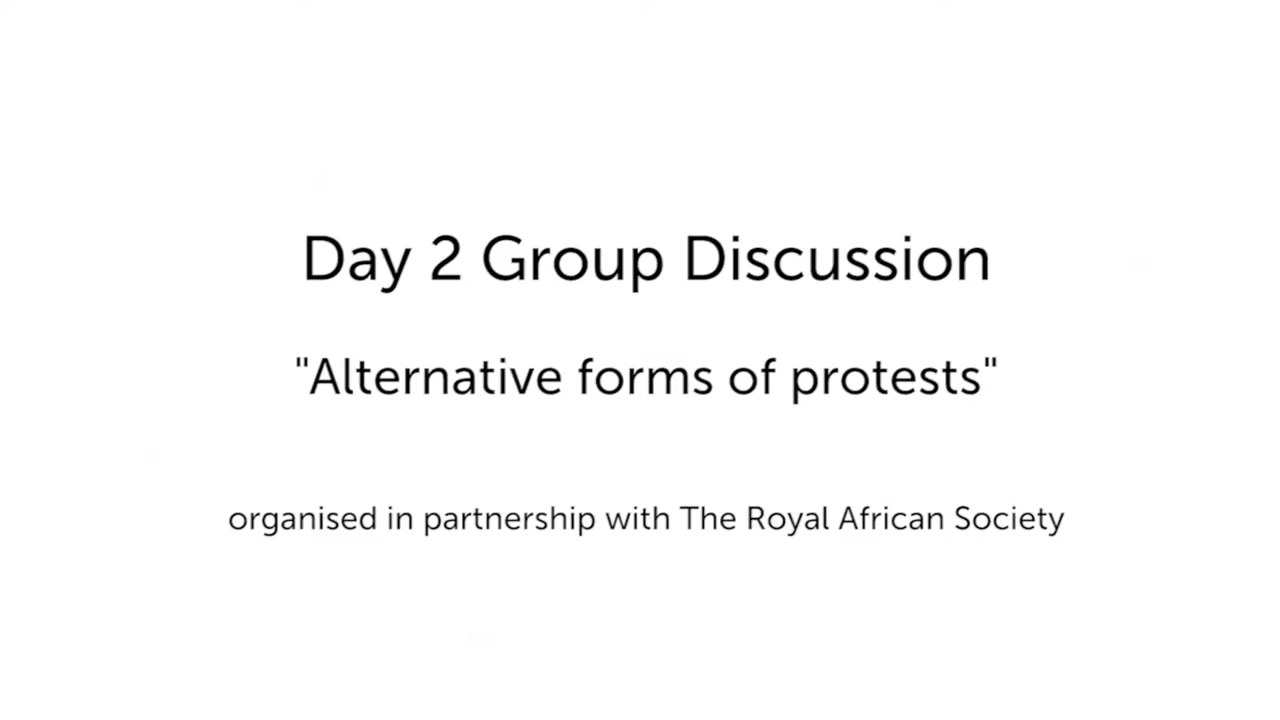 Day 2 Group Discussion
"Alternative forms of protests"
organised in partnership with The Royal African Society